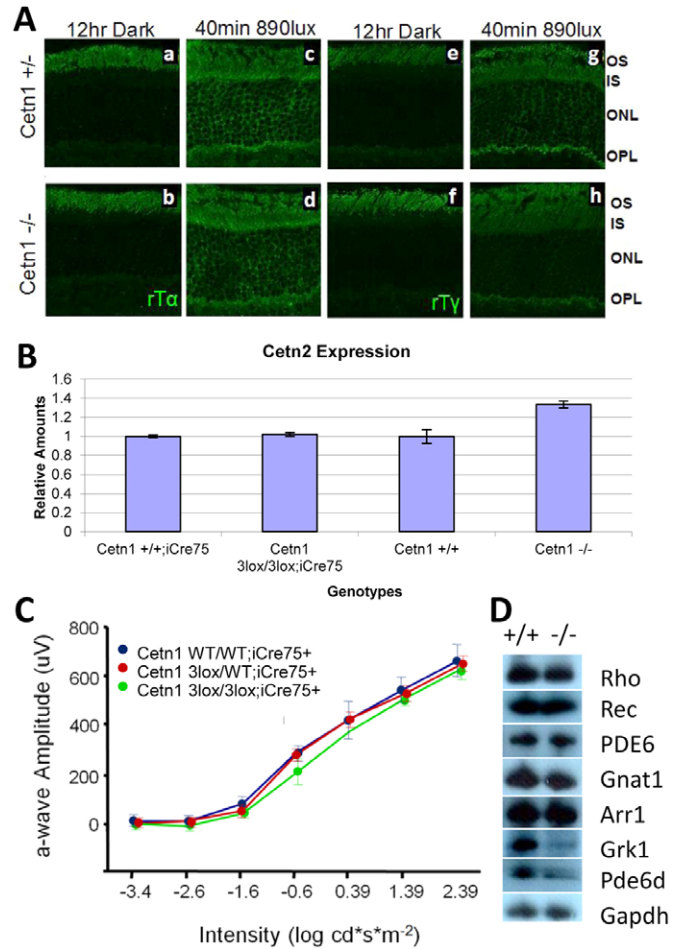 A
12hr Dark 40min 890lux 12hr Dark 40min 890lux
Cetn1 +/-
a c e g
OS
IS
ONL
OPL
Cetn1 -/-
b d f h
rTα rTγ
OS
IS
ONL
OPL
B
Cetn2 Expression
Relative Amounts
1.6
1.4
1.2
1
0.8
0.6
0.4
0.2
0
Cetn1 +/+;iCre75 Cetn1 3lox/3lox;iCre75 Cetn1 +/+ Cetn1 -/-
Genotypes
C
a-wave Amplitude (uV)
800
600
400
200
0
Cetn1 WT/WT;iCre75+
Cetn1 3lox/WT;iCre75+
Cetn1 3lox/3lox;iCre75+
-3.4 -2.6 -1.6 -0.6 0.39 1.39 2.39
Intensity (log cd*s*m-2)
D
+/+ -/-
Rho
Rec
PDE6
Gnat1
Arr1
Grk1
Pde6d
Gapdh